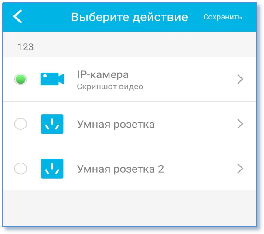 Выберите действие
Сохранить
123
IP-камера
Скриншот видео
Умная розетка
Умная розетка 2